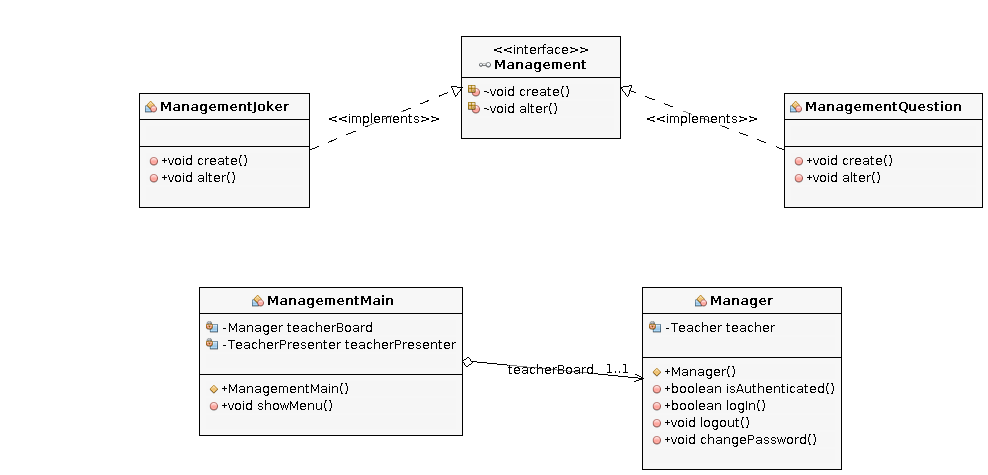 <<interface>>
Management
~void create()
~void alter()
ManagementJoker
+void create()
+void alter()
<<implements>>
<<implements>>
ManagementQuestion
+void create()
+void alter()
ManagementMain
-Manager teacherBoard
-TeacherPresenter teacherPresenter
+ManagementMain()
+void showMenu()
teacherBoard 1..1
Manager
-Teacher teacher
+Manager()
+boolean isAuthenticated()
+boolean logIn()
+void logout()
+void changePassword()